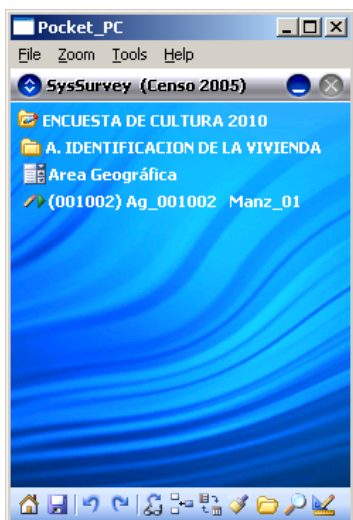 Pocket_PC
File Zoom Tools Help
SysSurvey (Censo 2005)
ENCUESTA DE CULTURA 2010
A. IDENTIFICACION DE LA VIVIENDA
Area Geográfica
(001002) Ag_001002 Manz_01